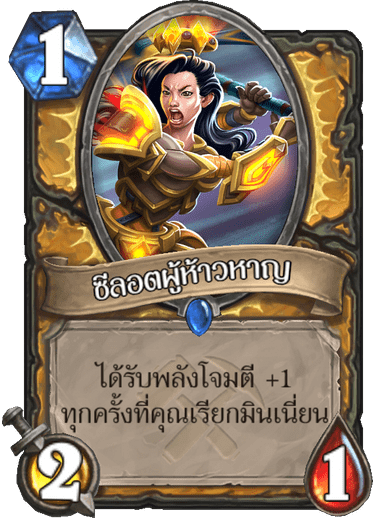 1
ซีลอตผู้ห้าวหาญ
ได้รับพลังโจมตี +1
ทุกครั้งที่คุณเรียกมินเนี่ยน
2
1